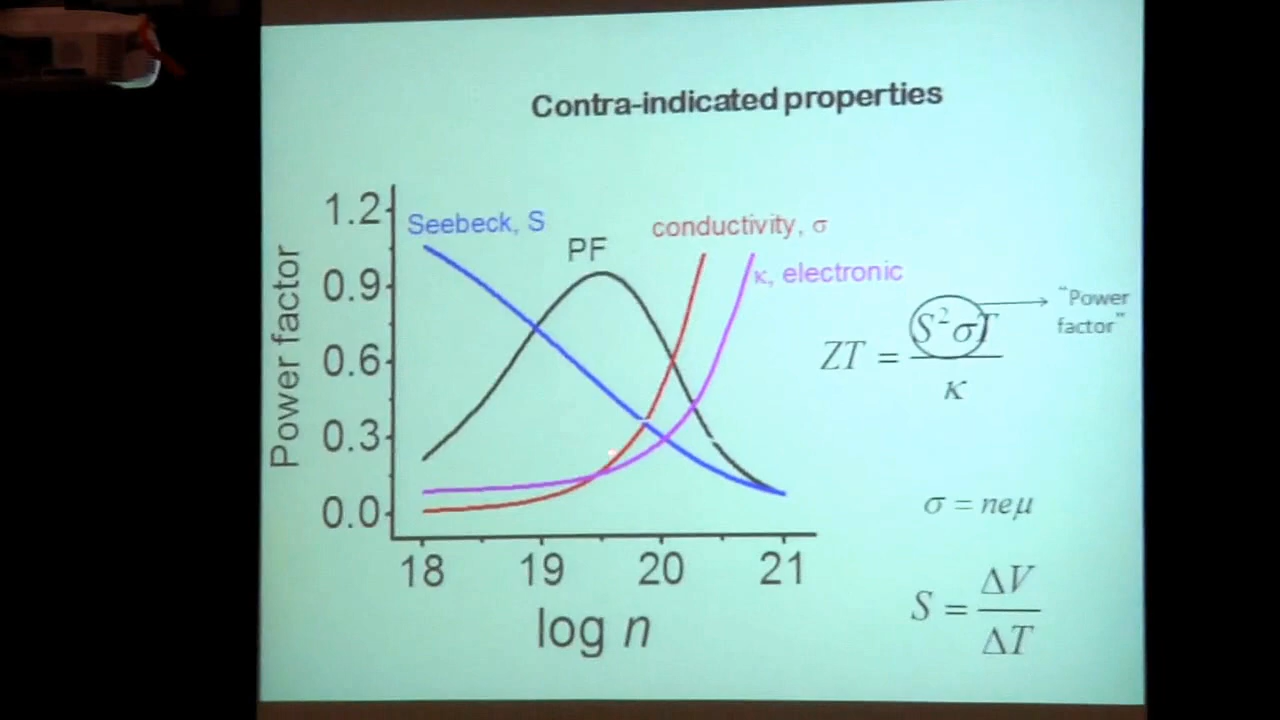 Contra-indicated properties
Power factor
1.2
0.9
0.6
0.3
0.0
Seebeck, S
PF
conductivity, σ
κ, electronic
18 19 20 21
log n
ZT = S²σT / κ
"Power
factor"
σ = neμ
S = ΔV / ΔT